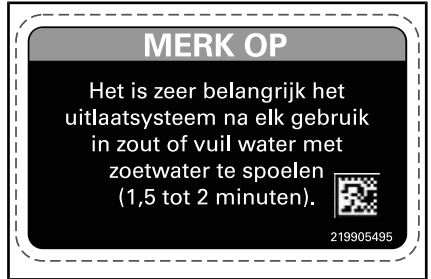 MERK OP
Het is zeer belangrijk het
uitlaatsysteem na elk gebruik
in zout of vuil water met
zoetwater te spoelen
(1,5 tot 2 minuten).
219905495